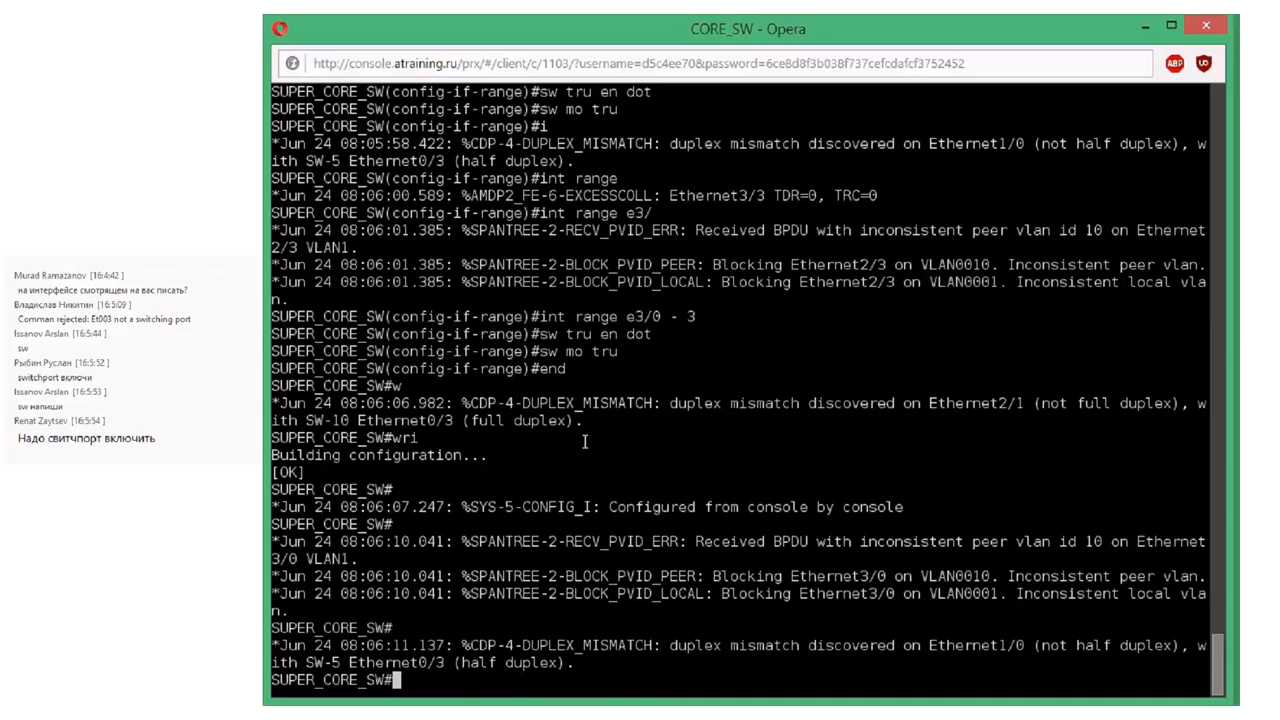 CORE_SW - Opera
http://console.atraining.ru/prx/#/client/c/1103/?username=d5c4ee70&password=6ce8d8f3b038f737cefcdafcf3752452
ABP
SUPER_CORE_SW(config-if-range)#sw tru en dot
SUPER_CORE_SW(config-if-range)#sw mo tru
SUPER_CORE_SW(config-if-range)#i
*Jun 24 08:05:58.422: %CDP-4-DUPLEX_MISMATCH: duplex mismatch discovered on Ethernet1/0 (not half duplex), w
ith SW-5 Ethernet0/3 (half duplex).
SUPER_CORE_SW(config-if-range)#int range
*Jun 24 08:06:00.589: %AMDP2_FE-6-EXCESSCOLL: Ethernet3/3 TDR=0, TRC=0
SUPER_CORE_SW(config-if-range)#int range e3/
*Jun 24 08:06:01.385: %SPANTREE-2-RECV_PVID_ERR: Received BPDU with inconsistent peer vlan id 10 on Ethernet
2/3 VLAN1.
*Jun 24 08:06:01.385: %SPANTREE-2-BLOCK_PVID_PEER: Blocking Ethernet2/3 on VLAN0010. Inconsistent peer vlan.
*Jun 24 08:06:01.385: %SPANTREE-2-BLOCK_PVID_LOCAL: Blocking Ethernet2/3 on VLAN0001. Inconsistent local vla
n.
SUPER_CORE_SW(config-if-range)#int range e3/0 - 3
SUPER_CORE_SW(config-if-range)#sw tru en dot
SUPER_CORE_SW(config-if-range)#sw mo tru
SUPER_CORE_SW(config-if-range)#end
SUPER_CORE_SW#w
*Jun 24 08:06:06.982: %CDP-4-DUPLEX_MISMATCH: duplex mismatch discovered on Ethernet2/1 (not full duplex), w
ith SW-10 Ethernet0/3 (full duplex).
SUPER_CORE_SW#wri
Building configuration...
[OK]
SUPER_CORE_SW#
*Jun 24 08:06:07.247: %SYS-5-CONFIG_I: Configured from console by console
SUPER_CORE_SW#
*Jun 24 08:06:10.041: %SPANTREE-2-RECV_PVID_ERR: Received BPDU with inconsistent peer vlan id 10 on Ethernet
3/0 VLAN1.
*Jun 24 08:06:10.041: %SPANTREE-2-BLOCK_PVID_PEER: Blocking Ethernet3/0 on VLAN0010. Inconsistent peer vlan.
*Jun 24 08:06:10.041: %SPANTREE-2-BLOCK_PVID_LOCAL: Blocking Ethernet3/0 on VLAN0001. Inconsistent local vla
n.
SUPER_CORE_SW#
*Jun 24 08:06:11.137: %CDP-4-DUPLEX_MISMATCH: duplex mismatch discovered on Ethernet1/0 (not half duplex), w
ith SW-5 Ethernet0/3 (half duplex).
SUPER_CORE_SW#
Murad Ramazanov [16:4:42 ]
на интерфейсе смотрящем на вас писать?
Владислав Никитин [16:5:09 ]
Comman rejected: Et003 not a switching port
Issanov Arslan [16:5:44 ]
sw
Рыбин Руслан [16:5:52 ]
switchport включи
Issanov Arslan [16:5:53 ]
sw напиши
Renat Zaytsev [16:5:54 ]
Надо свитчпорт включить